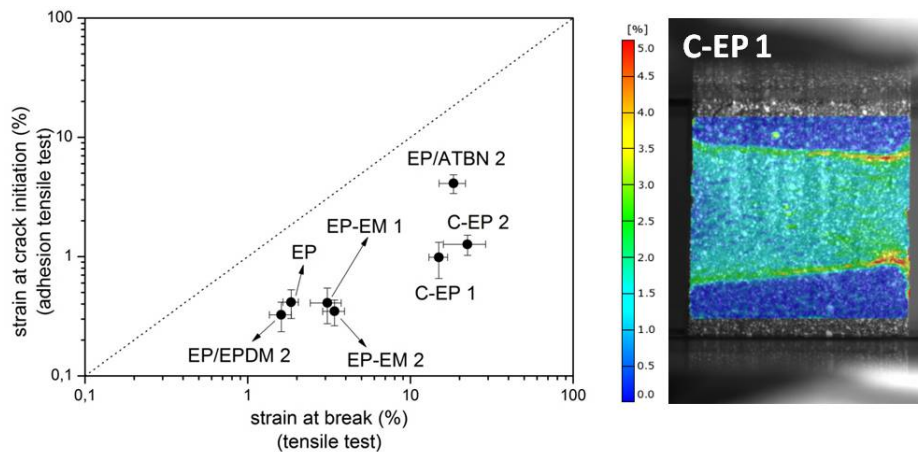 100
10
1
0,1
strain at crack initiation (%)
(adhesion tensile test)
EP/ATBN 2
EP-EM 1
C-EP 2
EP
C-EP 1
EP/EPDM 2
EP-EM 2
0,1
1
10
100
strain at break (%)
(tensile test)
[%]
5.0
4.5
4.0
3.5
3.0
2.5
2.0
1.5
1.0
0.5
0.0
C-EP 1